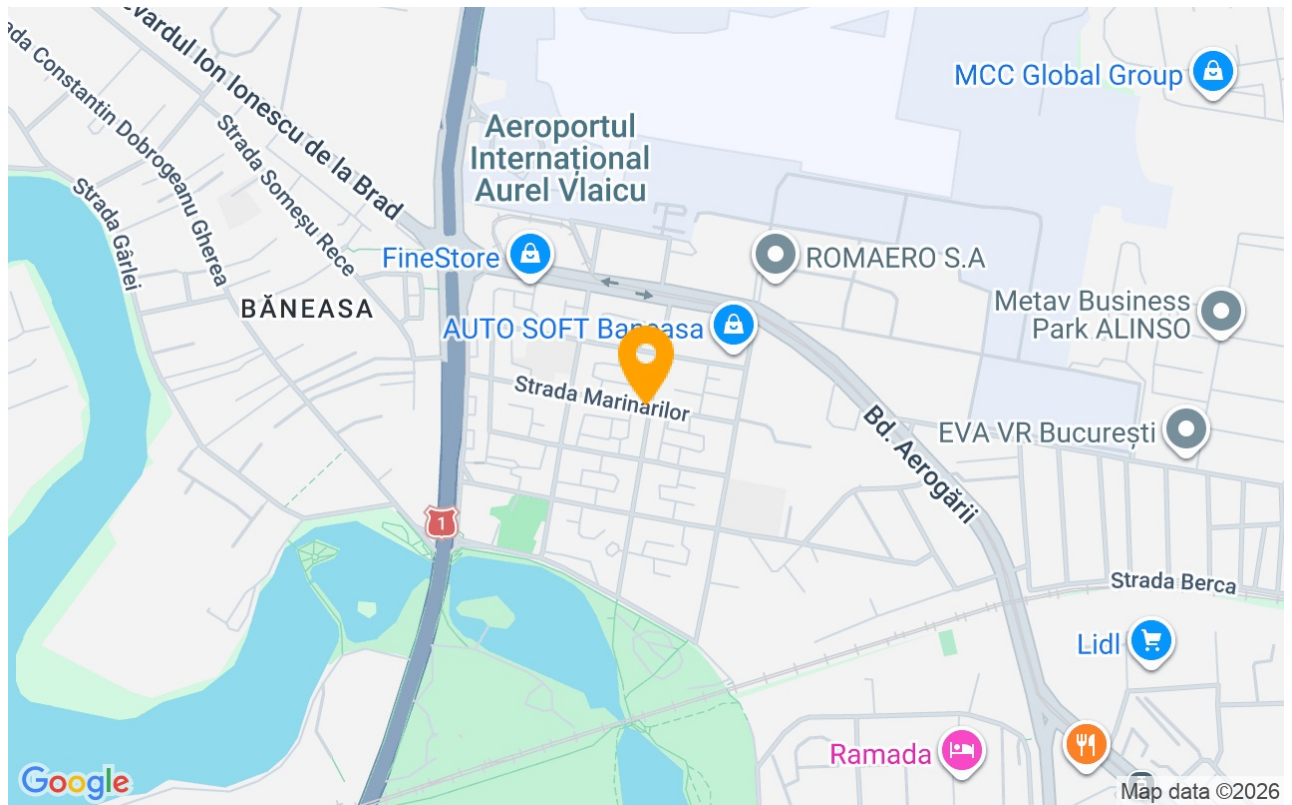 evardul Ion Ionescu de la Brad
ada Constantin Dobrogeanu Gherea
Strada Someșu Rece
Strada Gârlei
MCC Global Group
Aeroportul
Internațional
Aurel Vlaicu
FineStore
ROMAERO S.A
BĂNEASA
AUTO SOFT Baneasa
Metav Business
Park ALINSO
Strada Marinarilor
Bd. Aerogării
EVA VR București
1
Strada Berca
Lidl
Ramada
Google
Map data ©2026